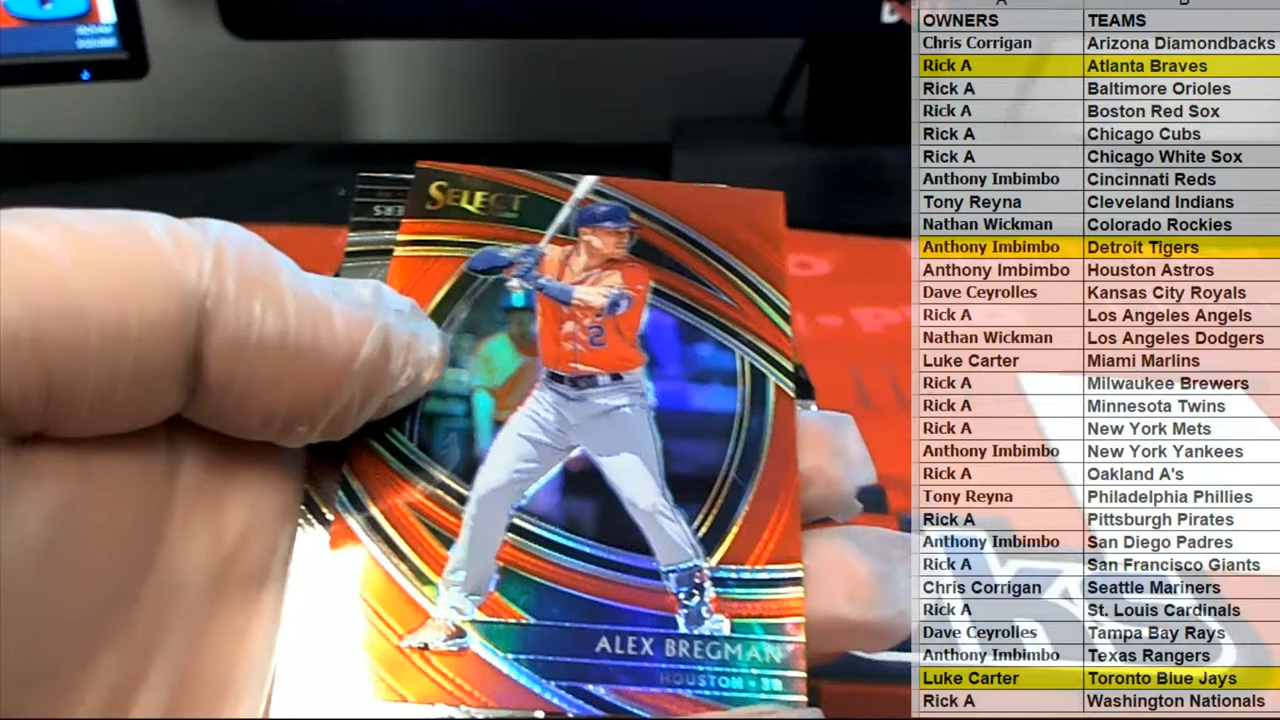 SELECT
2
ALEX BREGMAN
HOUSTON • 3B
OWNERS TEAMS
Chris Corrigan Arizona Diamondbacks
Rick A Atlanta Braves
Rick A Baltimore Orioles
Rick A Boston Red Sox
Rick A Chicago Cubs
Rick A Chicago White Sox
Anthony Imbimbo Cincinnati Reds
Tony Reyna Cleveland Indians
Nathan Wickman Colorado Rockies
Anthony Imbimbo Detroit Tigers
Anthony Imbimbo Houston Astros
Dave Ceyrolles Kansas City Royals
Rick A Los Angeles Angels
Nathan Wickman Los Angeles Dodgers
Luke Carter Miami Marlins
Rick A Milwaukee Brewers
Rick A Minnesota Twins
Rick A New York Mets
Anthony Imbimbo New York Yankees
Rick A Oakland A's
Tony Reyna Philadelphia Phillies
Rick A Pittsburgh Pirates
Anthony Imbimbo San Diego Padres
Rick A San Francisco Giants
Chris Corrigan Seattle Mariners
Rick A St. Louis Cardinals
Dave Ceyrolles Tampa Bay Rays
Anthony Imbimbo Texas Rangers
Luke Carter Toronto Blue Jays
Rick A Washington Nationals